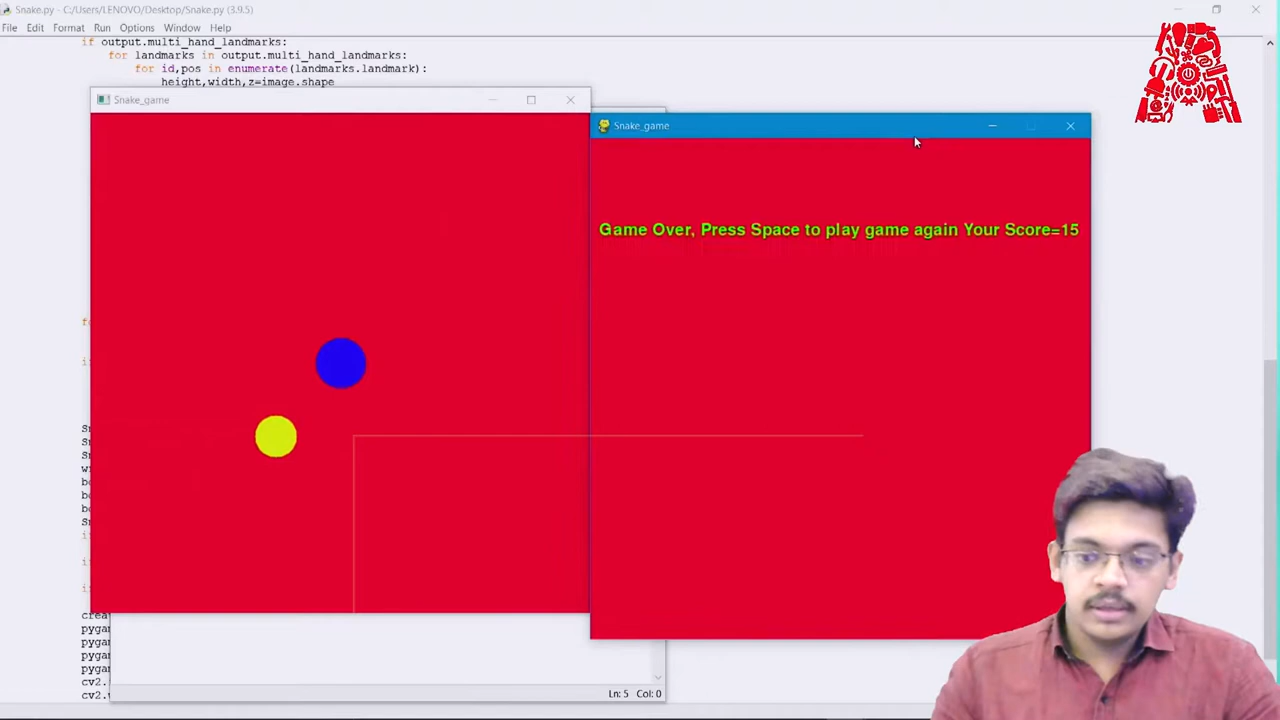 Snake.py - C:/Users/LENOVO/Desktop/Snake.py (3.9.5)
File Edit Format Run Options Window Help
if output.multi_hand_landmarks:
for landmarks in output.multi_hand_landmarks:
for id,pos in enumerate(landmarks.landmark):
height,width,z=image.shape
Snake_game
Snake_game
Game Over, Press Space to play game again Your Score=15
Ln: 5 Col: 0